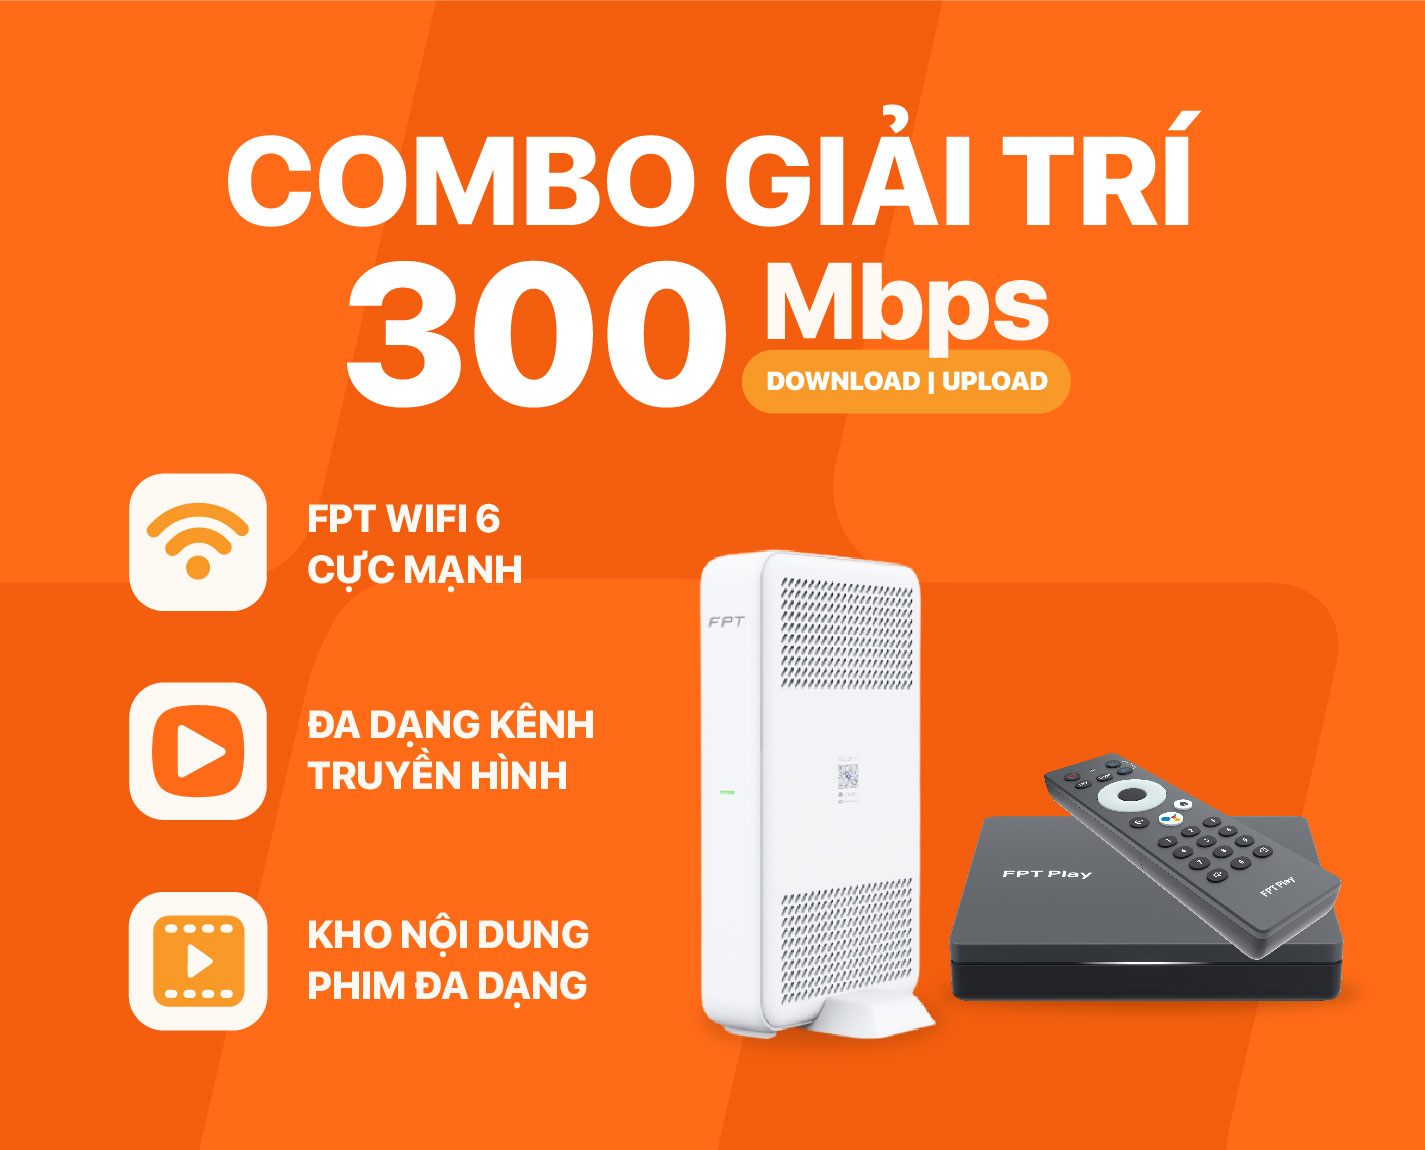 COMBO GIẢI TRÍ
300 Mbps
DOWNLOAD | UPLOAD
FPT WIFI 6
CỰC MẠNH
ĐA DẠNG KÊNH
TRUYỀN HÌNH
KHO NỘI DUNG
PHIM ĐA DẠNG
FPT
FPT Play
FPT Play